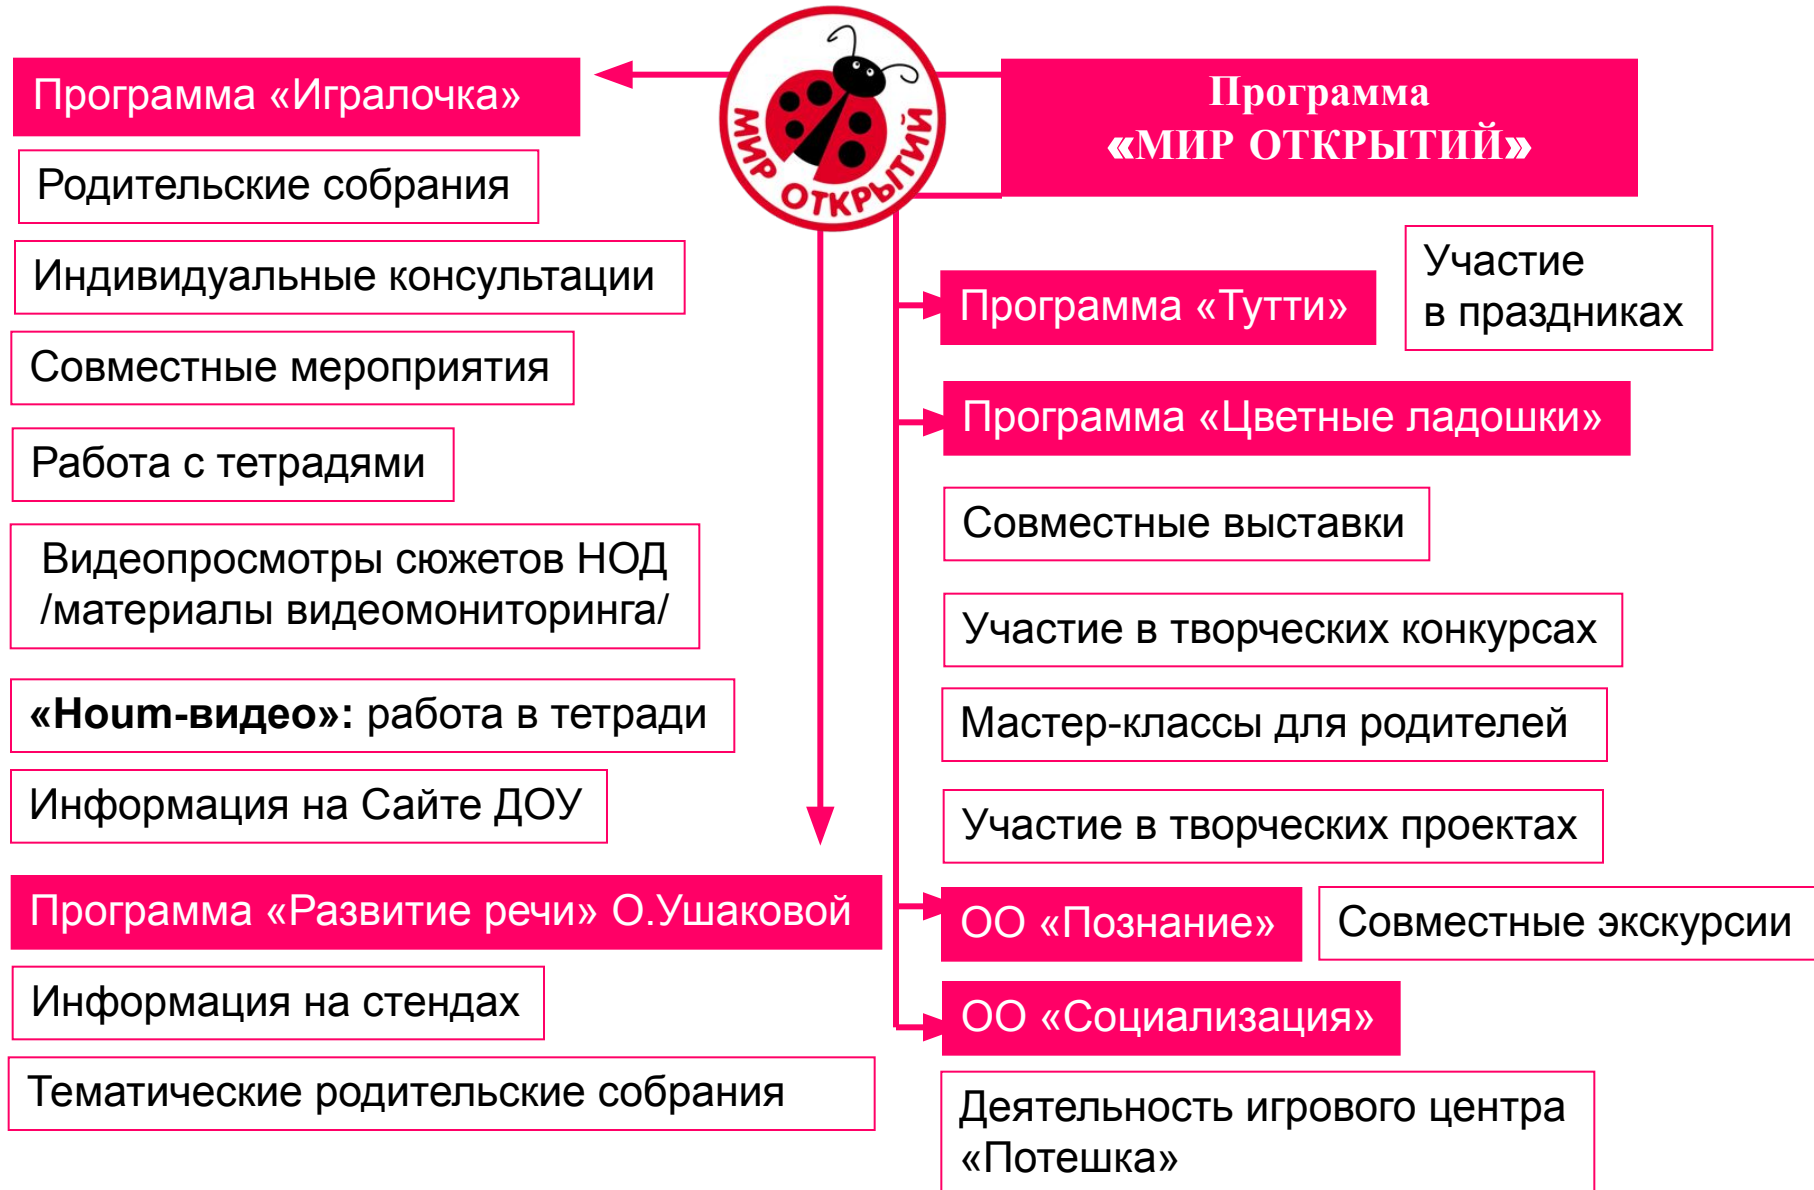 МИР ОТКРЫТИЙ
Программа
«МИР ОТКРЫТИЙ»
Программа «Игралочка»
Родительские собрания
Индивидуальные консультации
Совместные мероприятия
Работа с тетрадями
Видеопросмотры сюжетов НОД
/материалы видеомониторинга/
«Houm-видео»: работа в тетради
Информация на Сайте ДОУ
Программа «Развитие речи» О.Ушаковой
Информация на стендах
Тематические родительские собрания
Программа «Тутти»
Участие
в праздниках
Программа «Цветные ладошки»
Совместные выставки
Участие в творческих конкурсах
Мастер-классы для родителей
Участие в творческих проектах
ОО «Познание»
Совместные экскурсии
ОО «Социализация»
Деятельность игрового центра
«Потешка»